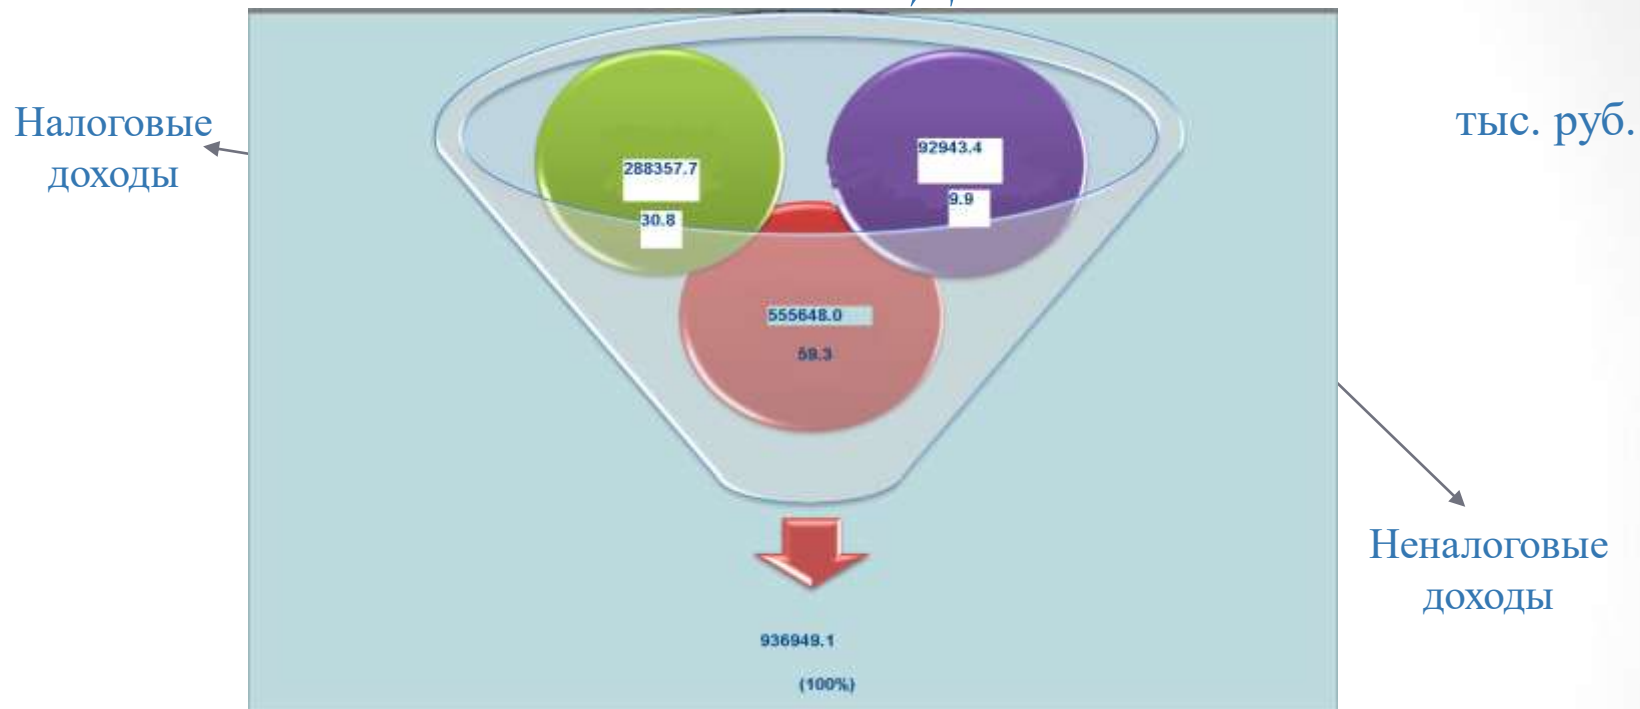 Налоговые
доходы
тыс. руб.
288357.7
30.8
92943.4
9.9
555648.0
59.3
Неналоговые
доходы
936949.1
(100%)